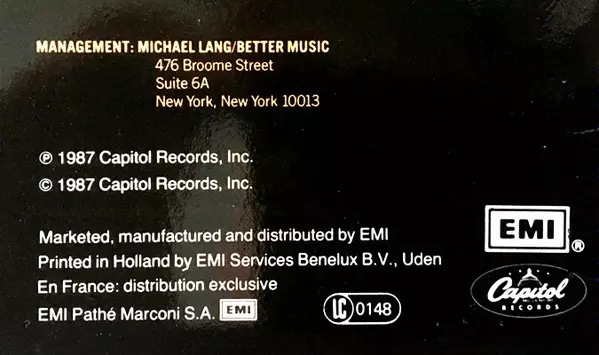 MANAGEMENT: MICHAEL LANG/BETTER MUSIC
476 Broome Street
Suite 6A
New York, New York 10013
℗ 1987 Capitol Records, Inc.
© 1987 Capitol Records, Inc.
Marketed, manufactured and distributed by EMI
Printed in Holland by EMI Services Benelux B.V., Uden
En France: distribution exclusive
EMI Pathé Marconi S.A. EMI
LC 0148
EMI ®
Capitol
RECORDS